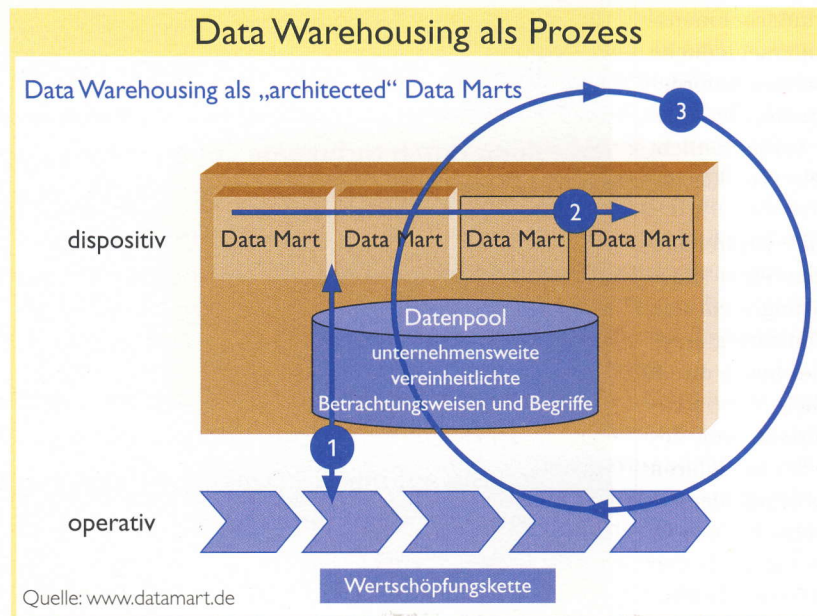 Data Warehousing als Prozess
Data Warehousing als „architected“ Data Marts
3
2
dispositiv
Data Mart
Data Mart
Data Mart
Data Mart
Datenpool
unternehmensweite
vereinheitlichte
Betrachtungsweisen und Begriffe
1
operativ
Wertschöpfungskette
Quelle: www.datamart.de